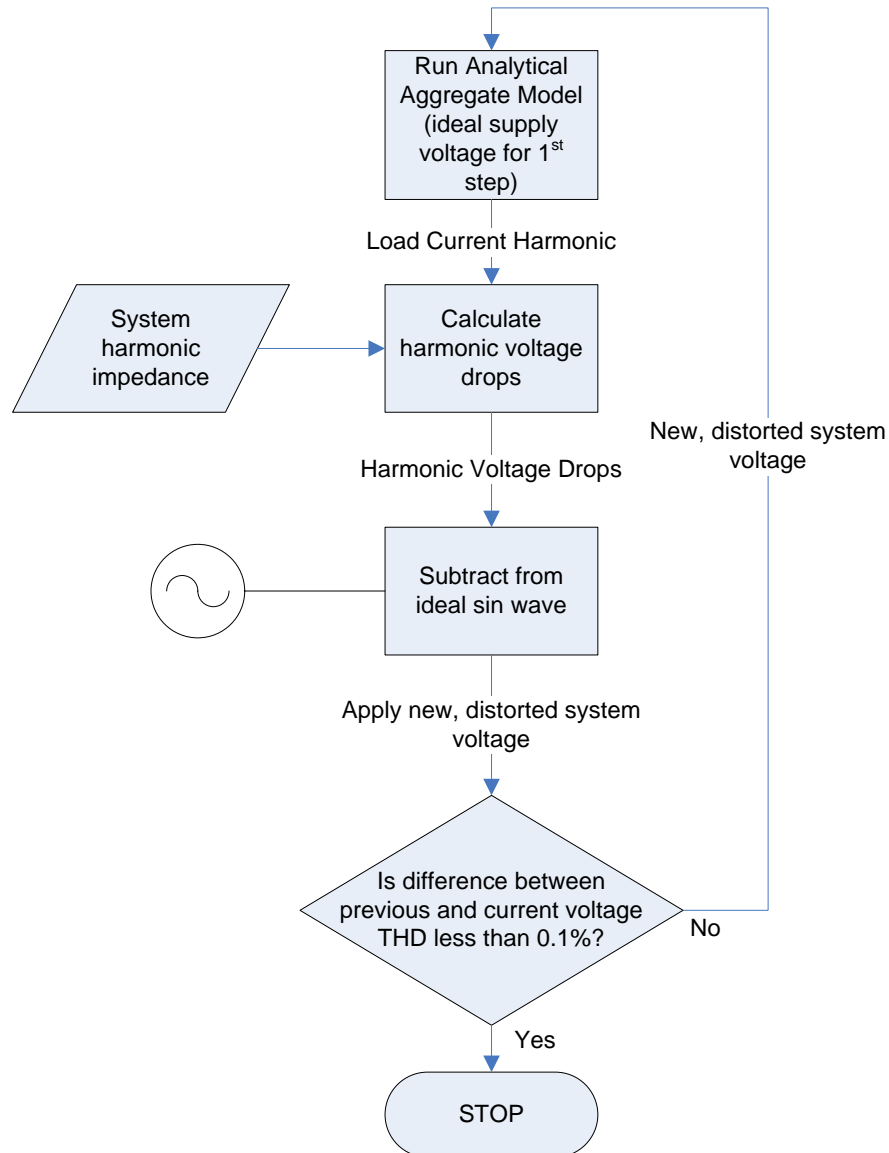 Run Analytical
Aggregate Model
(ideal supply
voltage for 1st
step)
Load Current Harmonic
System
harmonic
impedance
Calculate
harmonic voltage
drops
New, distorted system
voltage
Harmonic Voltage Drops
Subtract from
ideal sin wave
Apply new, distorted system
voltage
Is difference between
previous and current voltage
THD less than 0.1%?
No
Yes
STOP